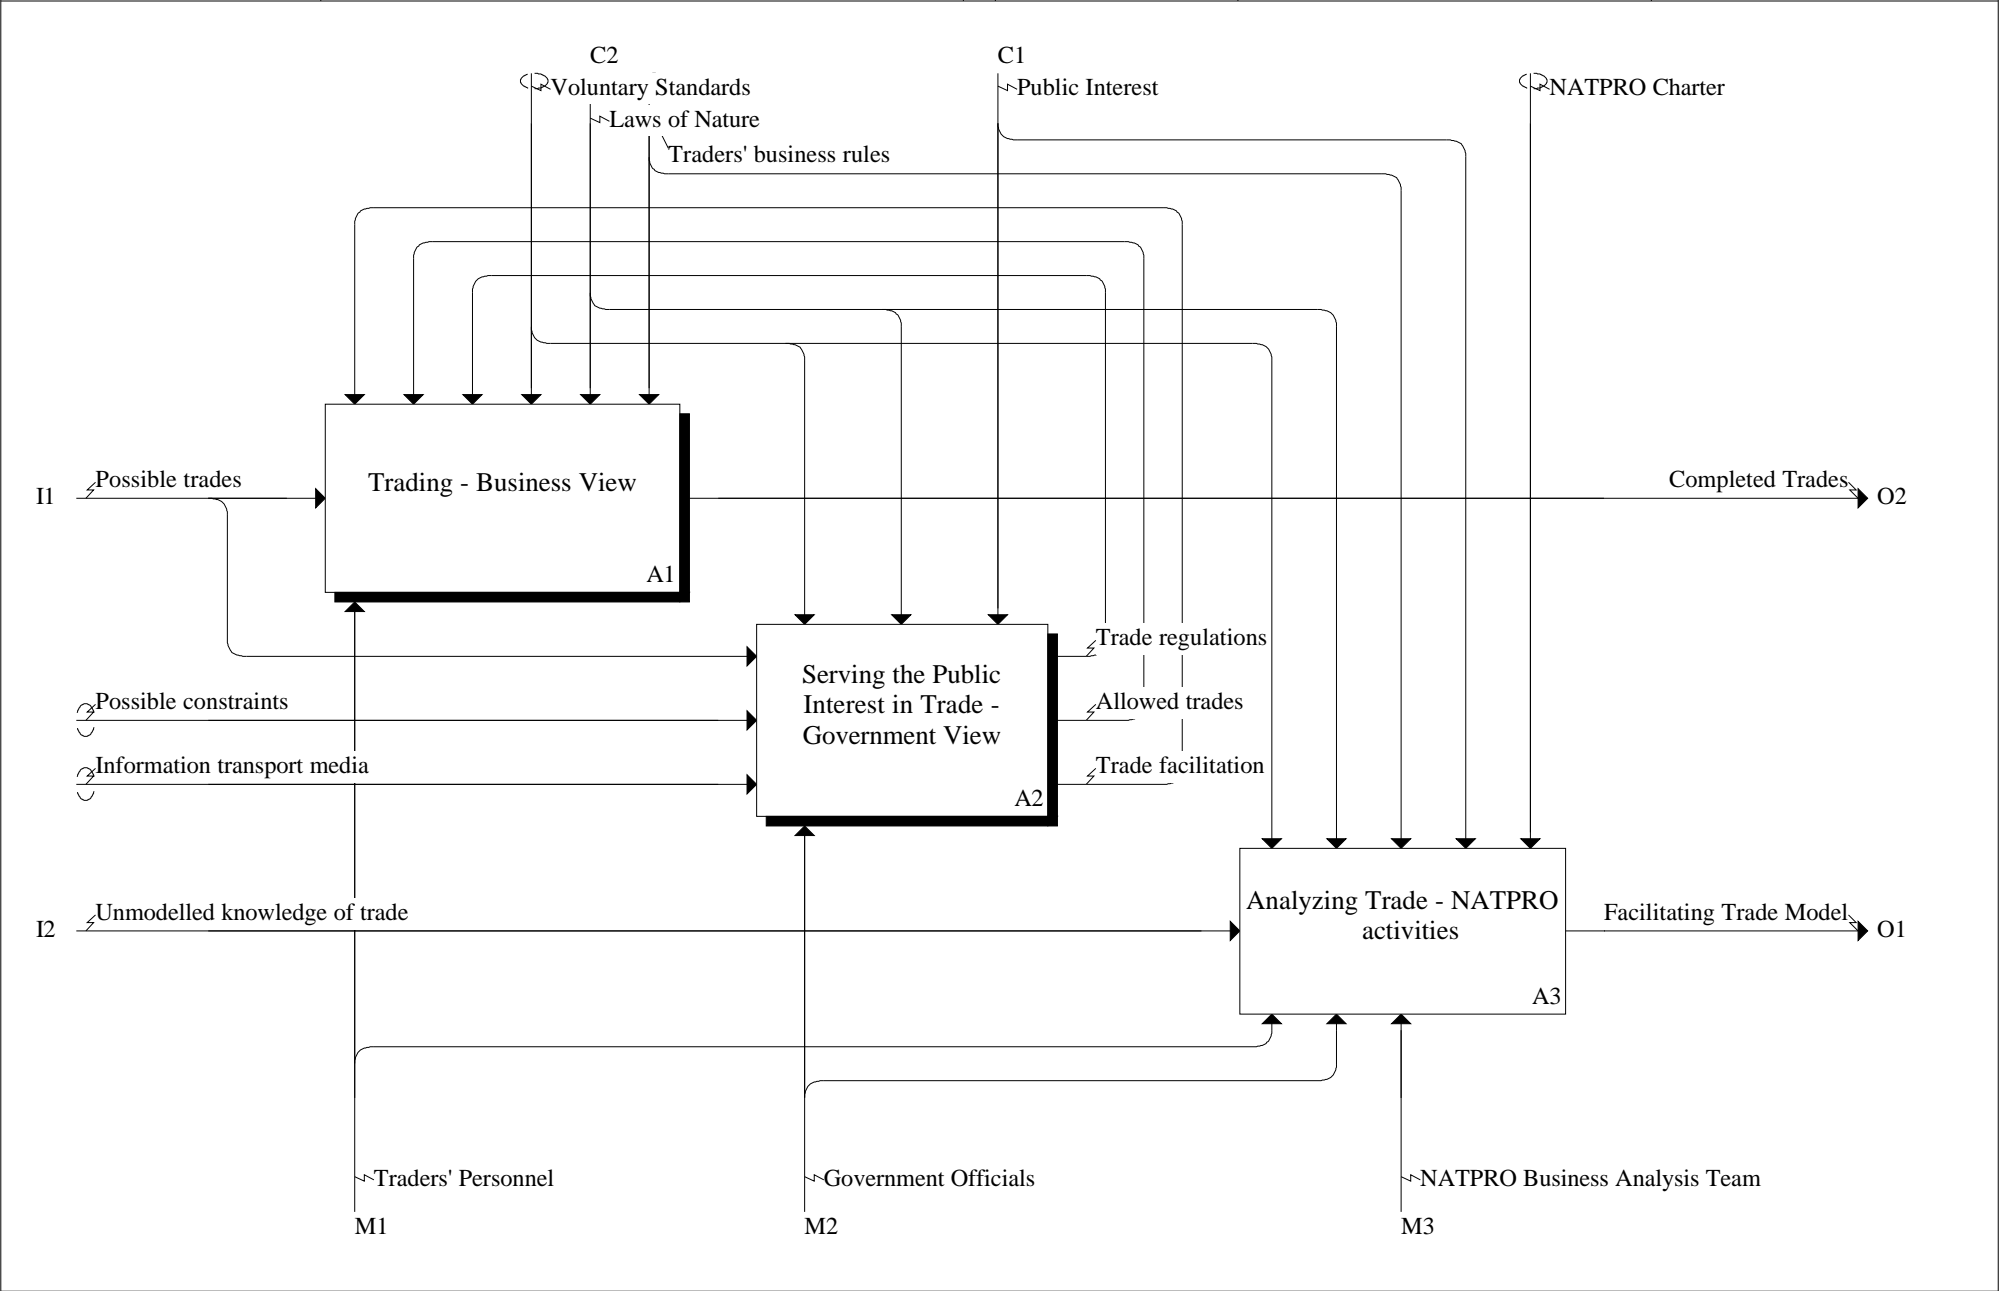 C2
C1
Voluntary Standards
Public Interest
NATPRO Charter
Laws of Nature
Traders' business rules
I1
Possible trades
Trading - Business View
A1
Completed Trades
O2
Trade regulations
Possible constraints
Serving the Public
Interest in Trade -
Government View
A2
Allowed trades
Information transport media
Trade facilitation
I2
Unmodelled knowledge of trade
Analyzing Trade - NATPRO
activities
A3
Facilitating Trade Model
O1
Traders' Personnel
Government Officials
NATPRO Business Analysis Team
M1
M2
M3